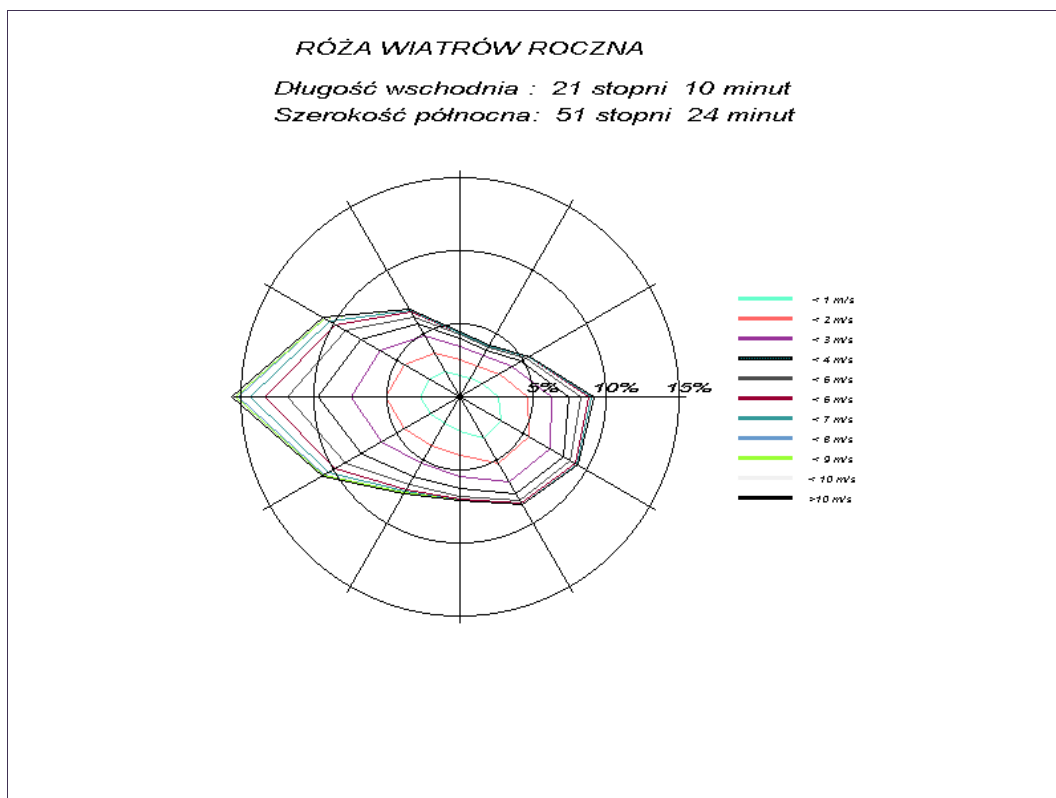 RÓŻA WIATRÓW ROCZNA
Długość wschodnia : 21 stopni 10 minut
Szerokość północna: 51 stopni 24 minut
5% 10% 15%
< 1 m/s
< 2 m/s
< 3 m/s
< 4 m/s
< 6 m/s
< 6 m/s
< 7 m/s
< 8 m/s
< 9 m/s
< 10 m/s
>10 m/s